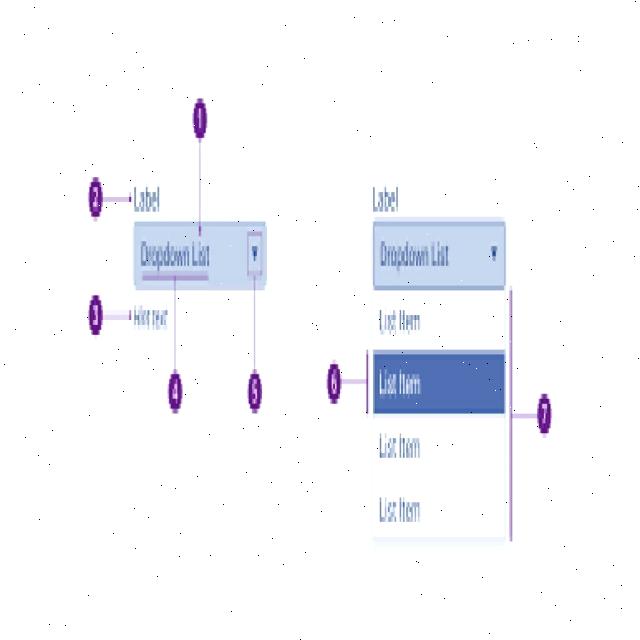 1
2 Label
Dropdown List
3 Hint text
4 5
Label
Dropdown List
List Item
6 List Item
7
List Item
List Item